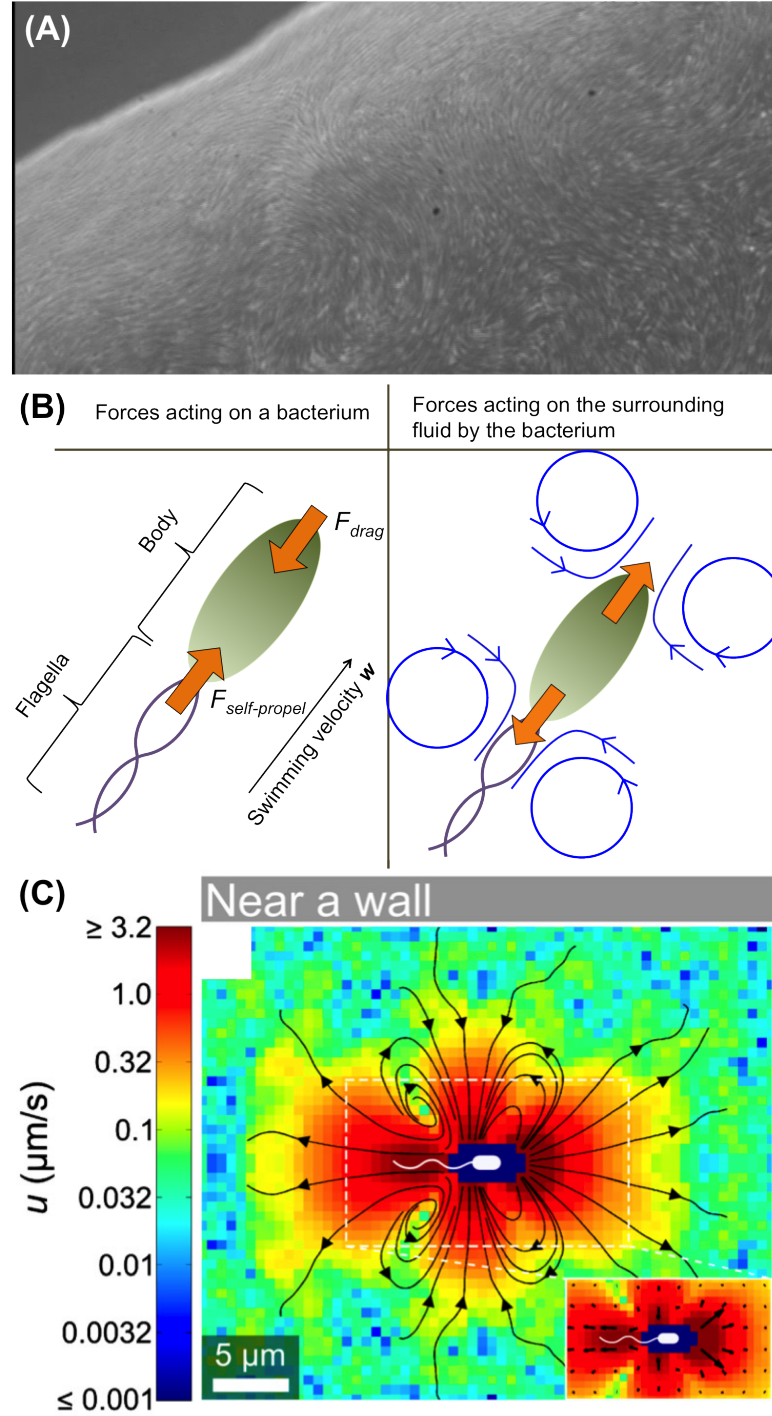 (A)
(B)
Forces acting on a bacterium
Forces acting on the surrounding
fluid by the bacterium
Body
Flagella
F_drag
F_self-propel
Swimming velocity w
(C)
Near a wall
≥ 3.2
1.0
0.32
0.1
0.032
0.01
0.0032
≤ 0.001
u (μm/s)
5 μm